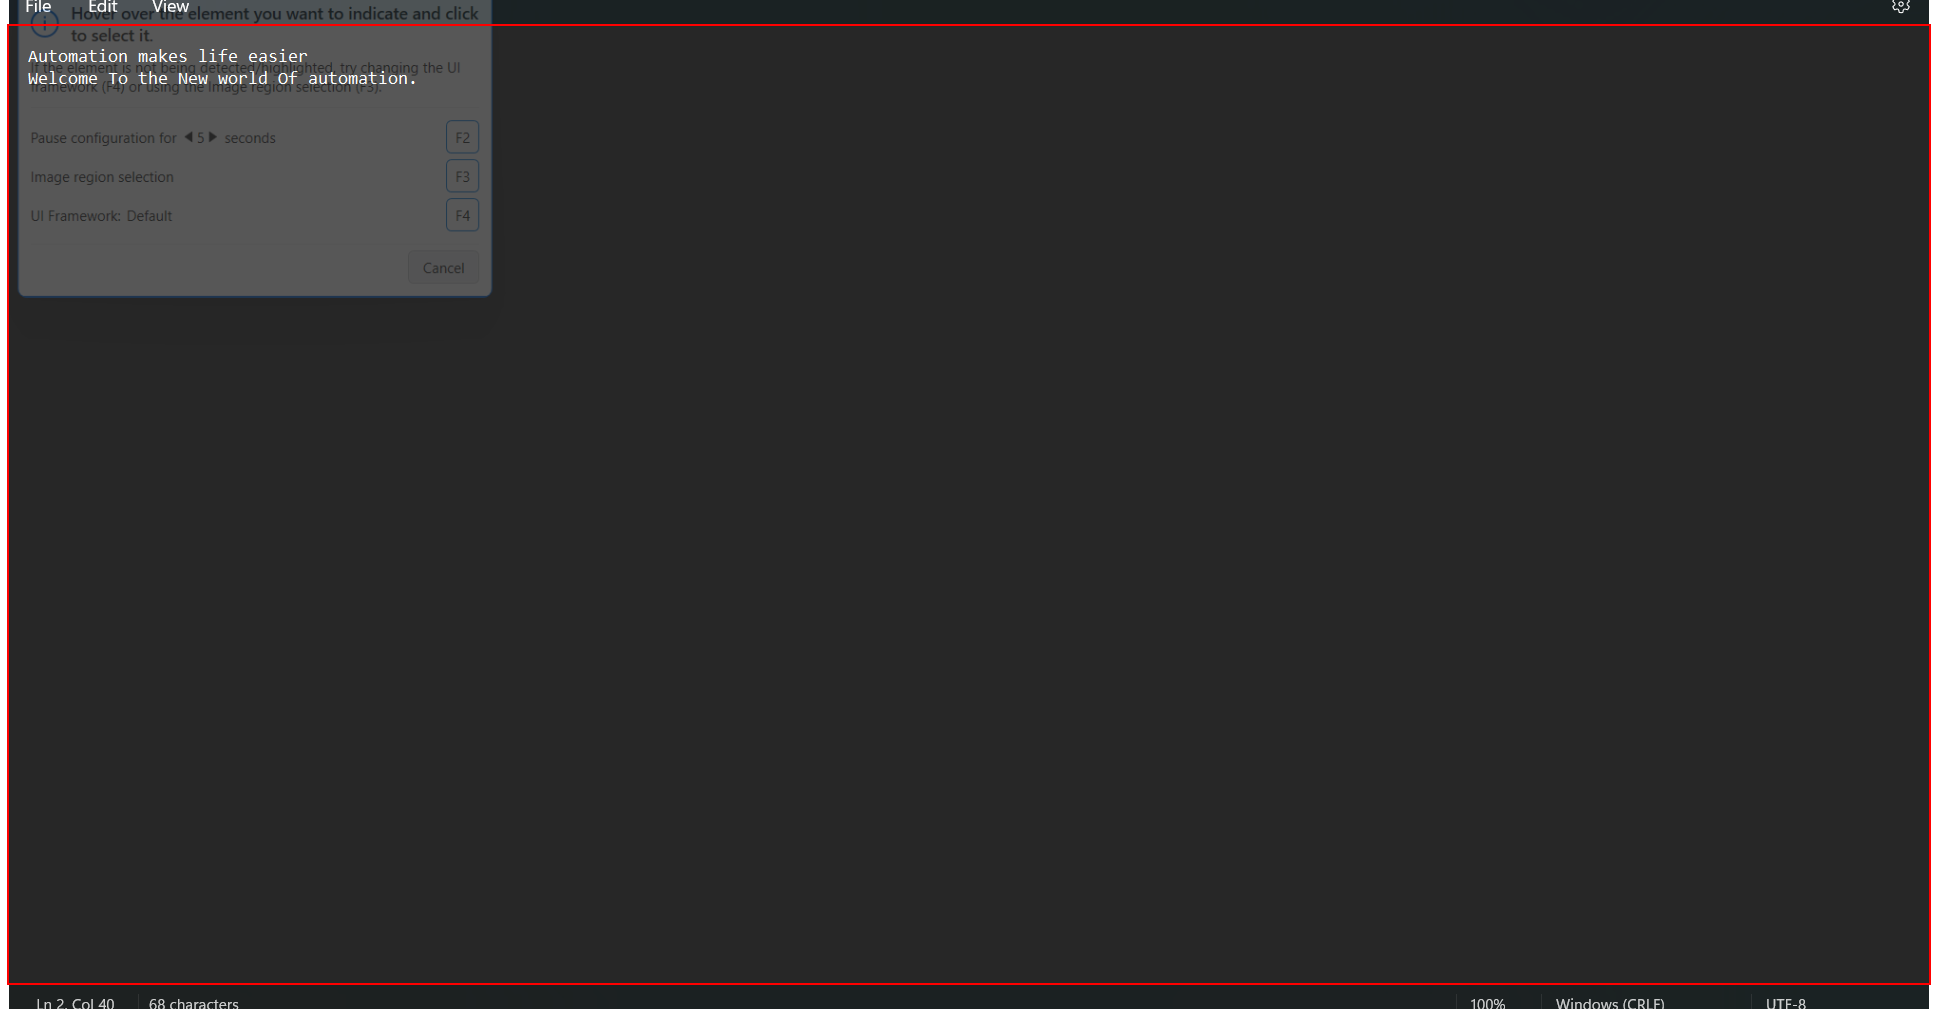 File Edit View
Hover over the element you want to indicate and click
to select it.
Automation makes life easier
If the element is not being detected/highlighted, try changing the UI
Welcome To the New world Of automation.
framework (F4) or using the Image region selection (F3).
Pause configuration for 5 seconds F2
Image region selection F3
UI Framework: Default F4
Cancel
Ln 2, Col 40 68 characters 100% Windows (CRLF) UTF-8